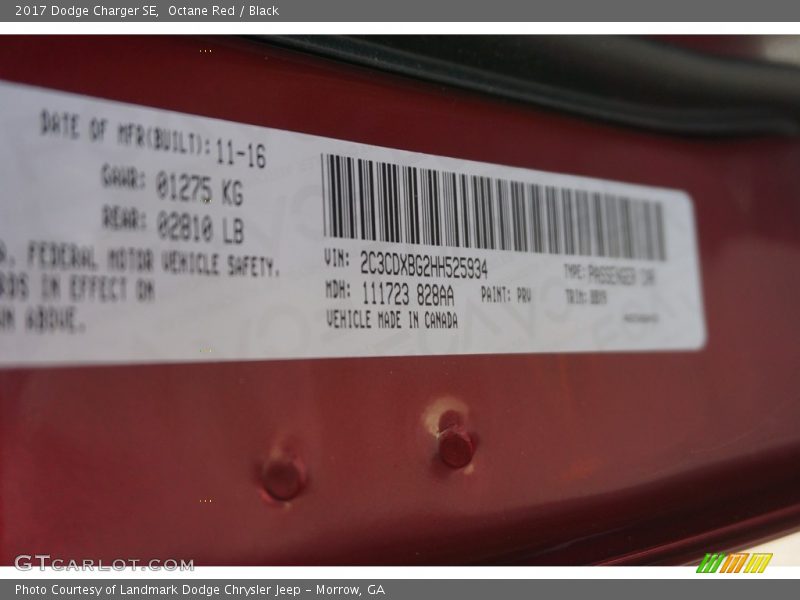 2017 Dodge Charger SE,  Octane Red / Black
DATE OF MFR(BUILT): 11-16
GAWR: 01275 KG
REAR: 02810 LB
FEDERAL MOTOR VEHICLE SAFETY.
IN EFFECT ON
ABOVE.
VIN: 2C3CDXBG2HH525934
TYPE: PASSENGER CAR
MDH: 111723 828AA
PAINT: PRV
TRIM:
VEHICLE MADE IN CANADA
GTCARLOT.COM
Photo Courtesy of Landmark Dodge Chrysler Jeep – Morrow, GA